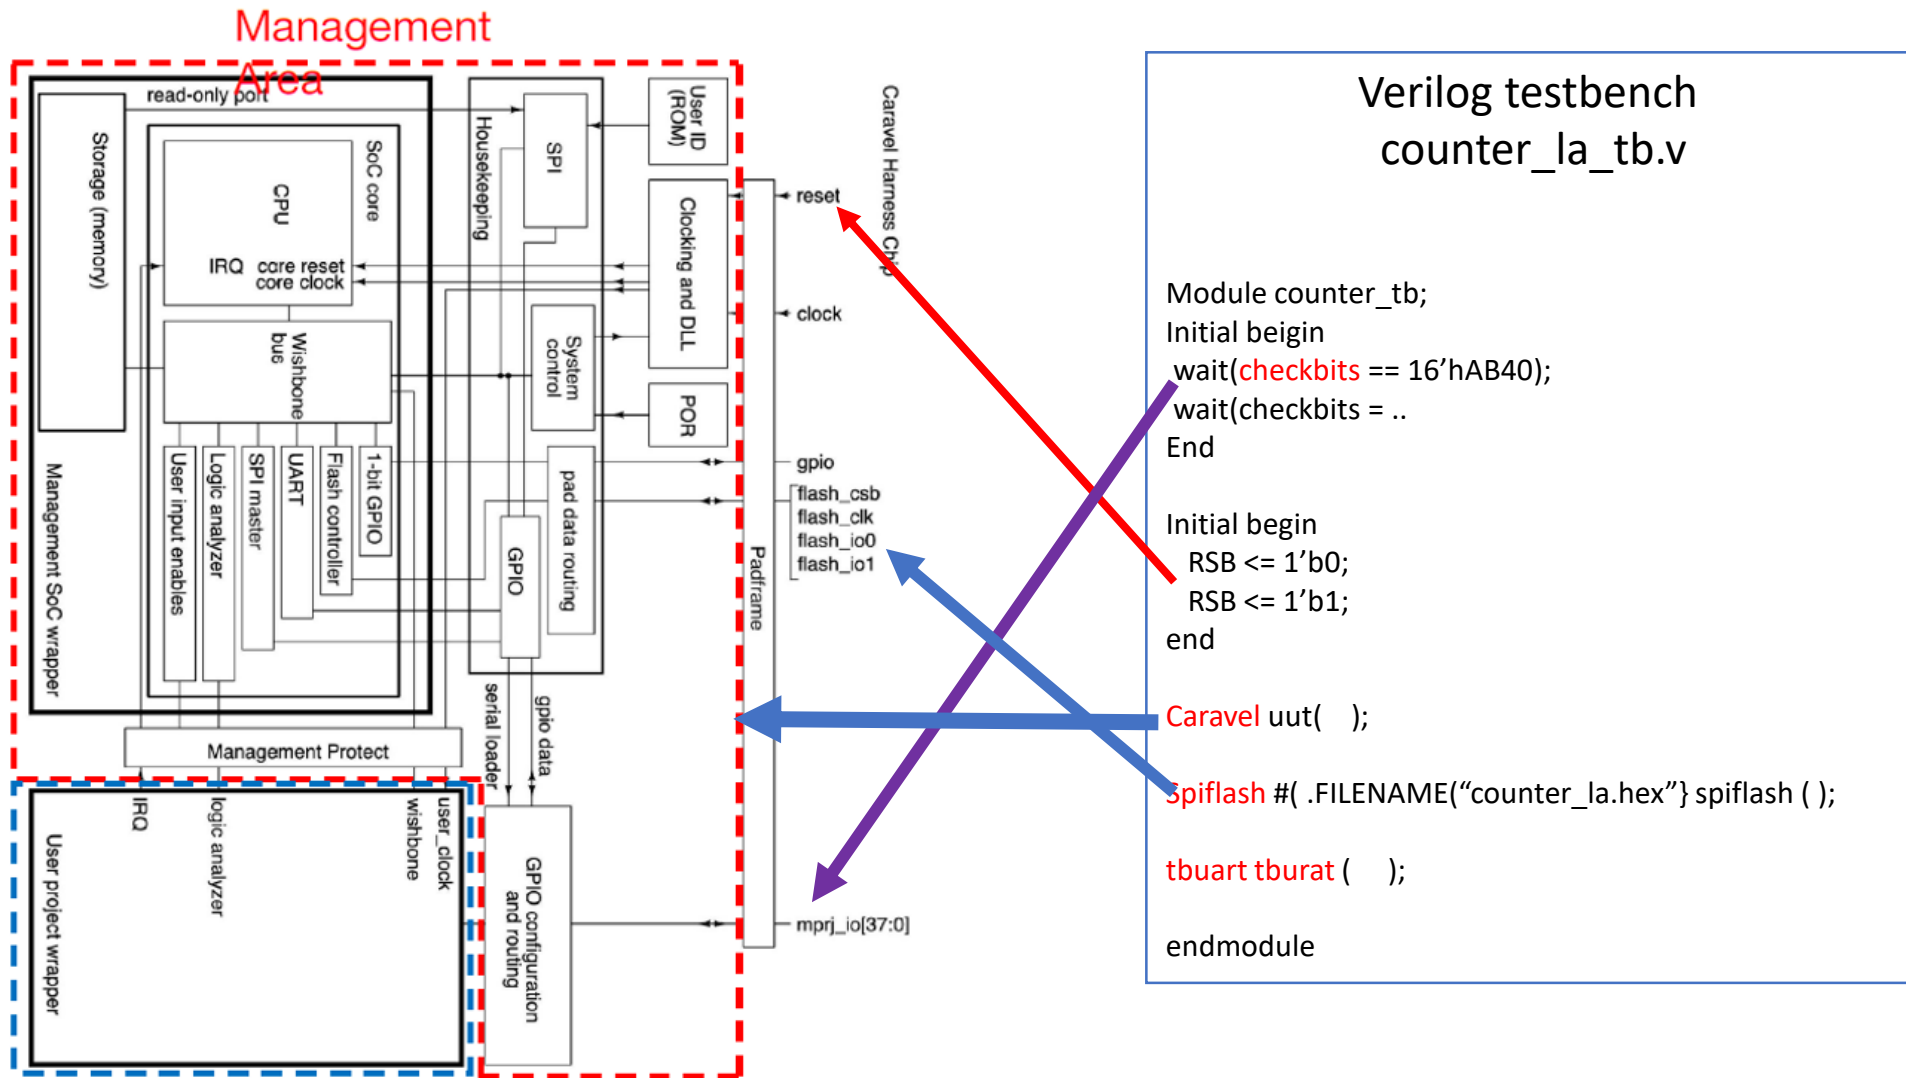 Management
Area
read-only port
Storage (memory)
SoC core
CPU
IRQ
core reset
core clock
Wishbone
bus
User input enables
Logic analyzer
SPI master
UART
Flash controller
1-bit GPIO
Management SoC wrapper
Housekeeping
SPI
User ID
(ROM)
Clocking and DLL
System
control
POR
pad data routing
GPIO
serial loader
gpio data
Management Protect
IRQ
logic analyzer
wishbone
user_clock
User project wrapper
GPIO configuration
and routing
Padframe
Caravel Harness Chip
reset
clock
gpio
flash_csb
flash_clk
flash_io0
flash_io1
mprj_io[37:0]
Verilog testbench
counter_la_tb.v
Module counter_tb;
Initial beigin
wait(checkbits == 16’hAB40);
wait(checkbits = ..
End
Initial begin
RSB <= 1’b0;
RSB <= 1’b1;
end
Caravel uut( );
Spiflash #( .FILENAME(“counter_la.hex”} spiflash ( );
tbuart tburat ( );
endmodule